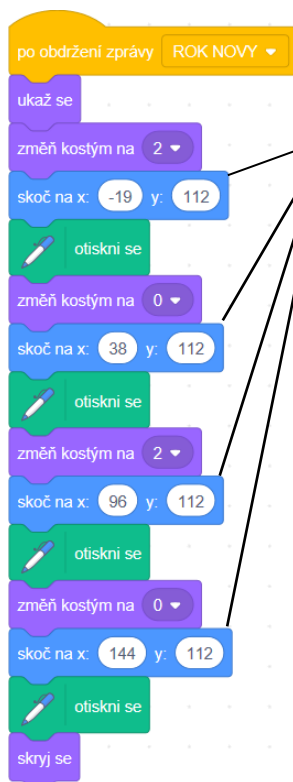 po obdržení zprávy ROK NOVY
ukaž se
změň kostým na 2
skoč na x: -19 y: 112
otiskni se
změň kostým na 0
skoč na x: 38 y: 112
otiskni se
změň kostým na 2
skoč na x: 96 y: 112
otiskni se
změň kostým na 0
skoč na x: 144 y: 112
otiskni se
skryj se